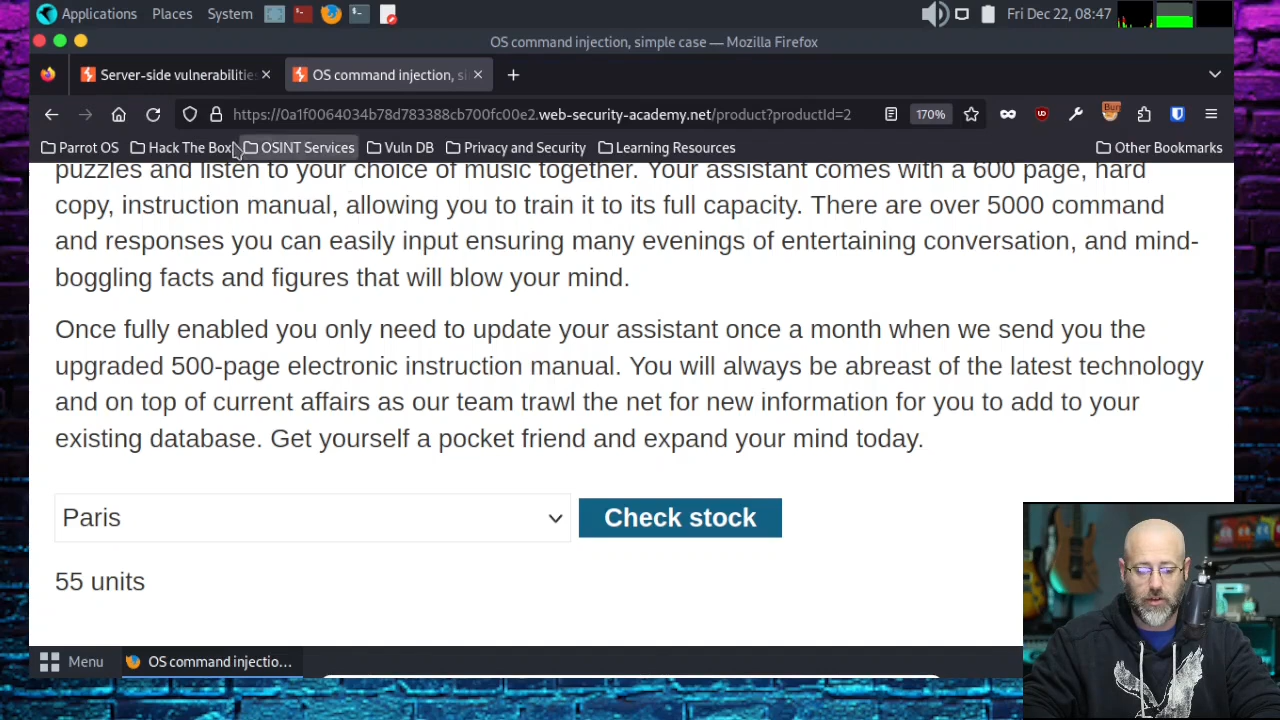 Applications Places System
Fri Dec 22, 08:47
OS command injection, simple case — Mozilla Firefox
Server-side vulnerabilitie
OS command injection, si
https://0a1f0064034b78d783388cb700fc00e2.web-security-academy.net/product?productId=2
170%
Parrot OS Hack The Box OSINT Services Vuln DB Privacy and Security Learning Resources Other Bookmarks
puzzles and listen to your choice of music together. Your assistant comes with a 600 page, hard
copy, instruction manual, allowing you to train it to its full capacity. There are over 5000 command
and responses you can easily input ensuring many evenings of entertaining conversation, and mind-
boggling facts and figures that will blow your mind.
Once fully enabled you only need to update your assistant once a month when we send you the
upgraded 500-page electronic instruction manual. You will always be abreast of the latest technology
and on top of current affairs as our team trawl the net for new information for you to add to your
existing database. Get yourself a pocket friend and expand your mind today.
Paris
Check stock
55 units
Menu
OS command injectio...